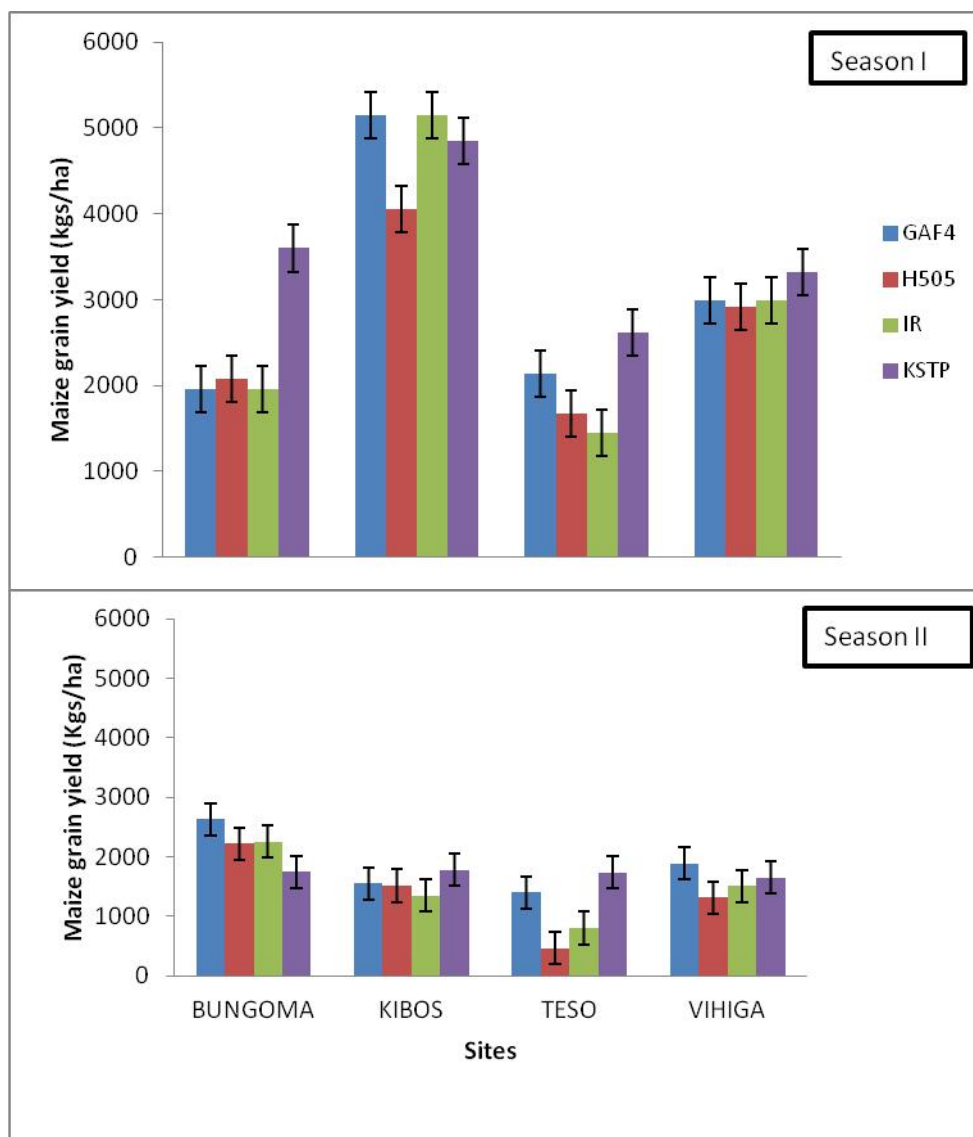 Season I
Maize grain yield (kgs/ha)
6000
5000
4000
3000
2000
1000
0
GAF4
H505
IR
KSTP
Season II
Maize grain yield (Kgs/ha)
6000
5000
4000
3000
2000
1000
0
BUNGOMA KIBOS TESO VIHIGA
Sites